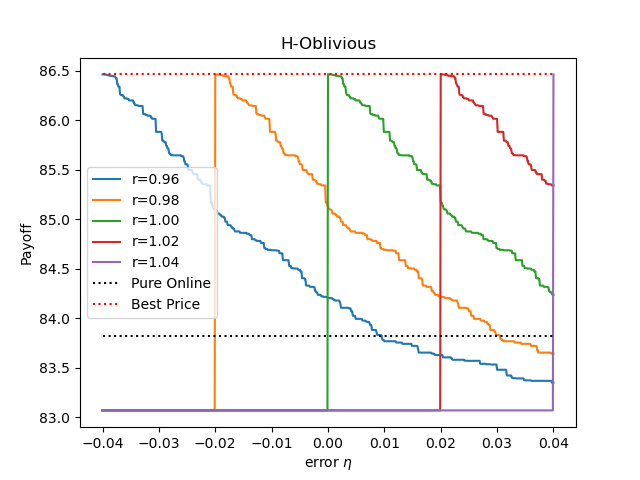 H-Oblivious
Payoff
86.5
86.0
85.5
85.0
84.5
84.0
83.5
83.0
r=0.96
r=0.98
r=1.00
r=1.02
r=1.04
Pure Online
Best Price
−0.04 −0.03 −0.02 −0.01 0.00 0.01 0.02 0.03 0.04
error η